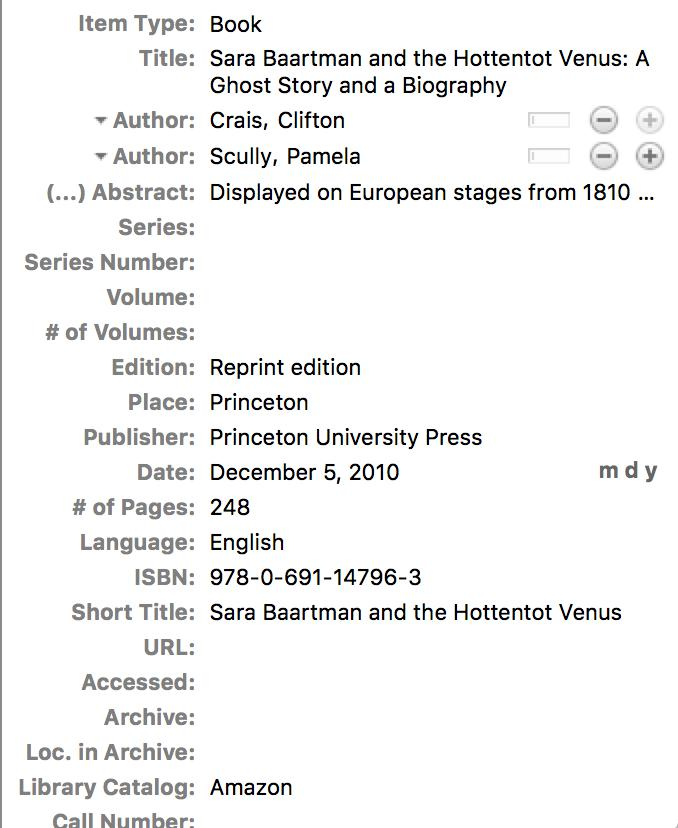 Item Type: Book
Title: Sara Baartman and the Hottentot Venus: A
Ghost Story and a Biography
Author: Crais, Clifton
Author: Scully, Pamela
(...) Abstract: Displayed on European stages from 1810 ...
Series:
Series Number:
Volume:
# of Volumes:
Edition: Reprint edition
Place: Princeton
Publisher: Princeton University Press
Date: December 5, 2010 m d y
# of Pages: 248
Language: English
ISBN: 978-0-691-14796-3
Short Title: Sara Baartman and the Hottentot Venus
URL:
Accessed:
Archive:
Loc. in Archive:
Library Catalog: Amazon
Call Number: